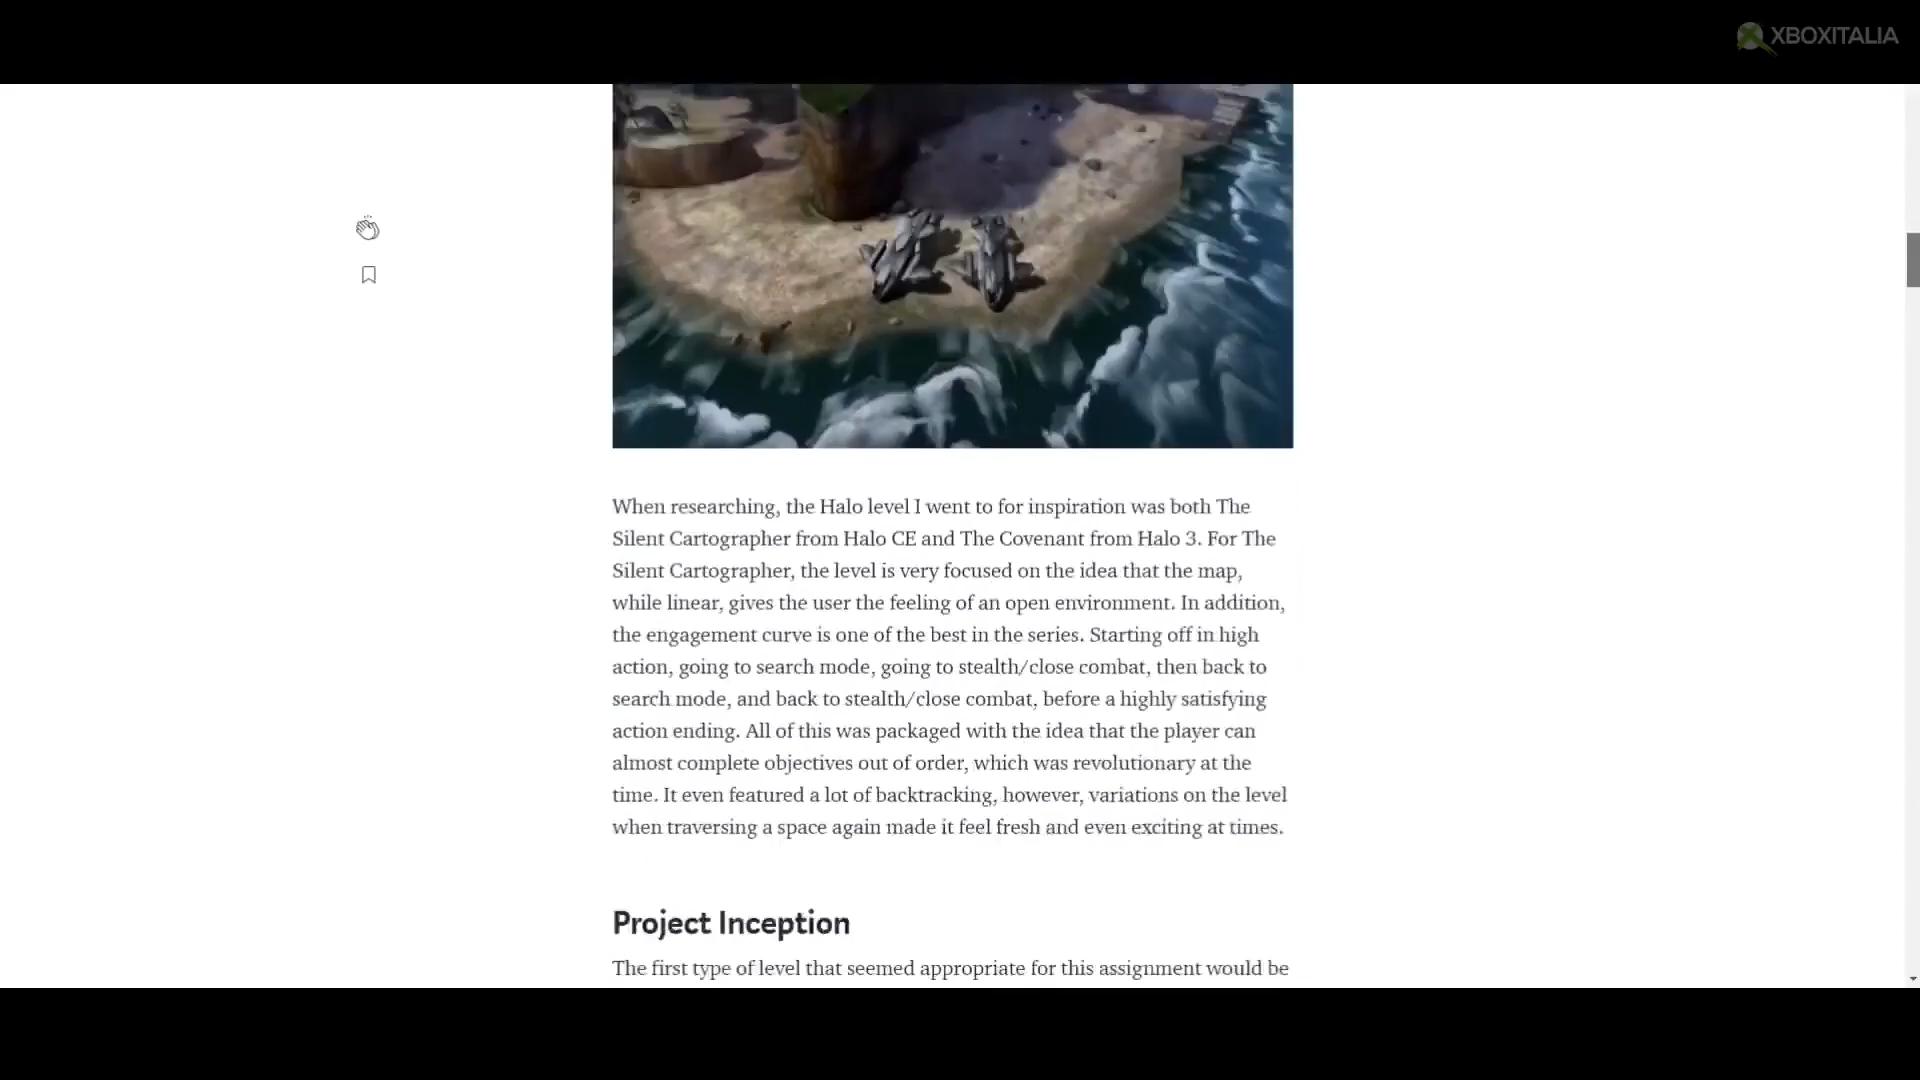 XBOXITALIA
When researching, the Halo level I went to for inspiration was both The
Silent Cartographer from Halo CE and The Covenant from Halo 3. For The
Silent Cartographer, the level is very focused on the idea that the map,
while linear, gives the user the feeling of an open environment. In addition,
the engagement curve is one of the best in the series. Starting off in high
action, going to search mode, going to stealth/close combat, then back to
search mode, and back to stealth/close combat, before a highly satisfying
action ending. All of this was packaged with the idea that the player can
almost complete objectives out of order, which was revolutionary at the
time. It even featured a lot of backtracking, however, variations on the level
when traversing a space again made it feel fresh and even exciting at times.
Project Inception
The first type of level that seemed appropriate for this assignment would be